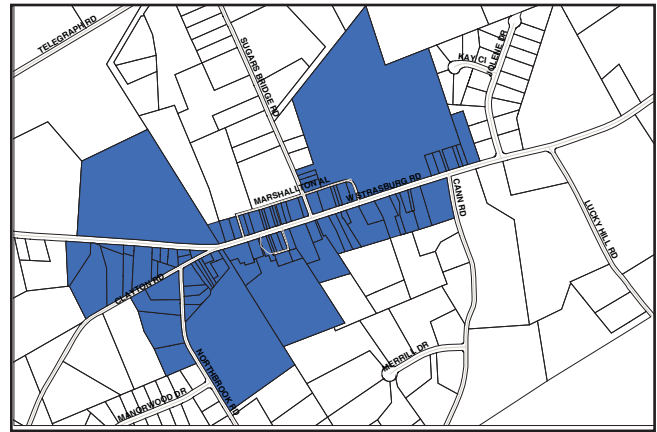 TELEGRAPH RD
SUGARS BRIDGE RD
KAY CI
JOLENE DR
MARSHALLTON AL
W STRASBURG RD
CANN RD
LUCKY HILL RD
CLAYTON RD
MERRILL DR
NORTHBROOK RD
MANORWOOD DR